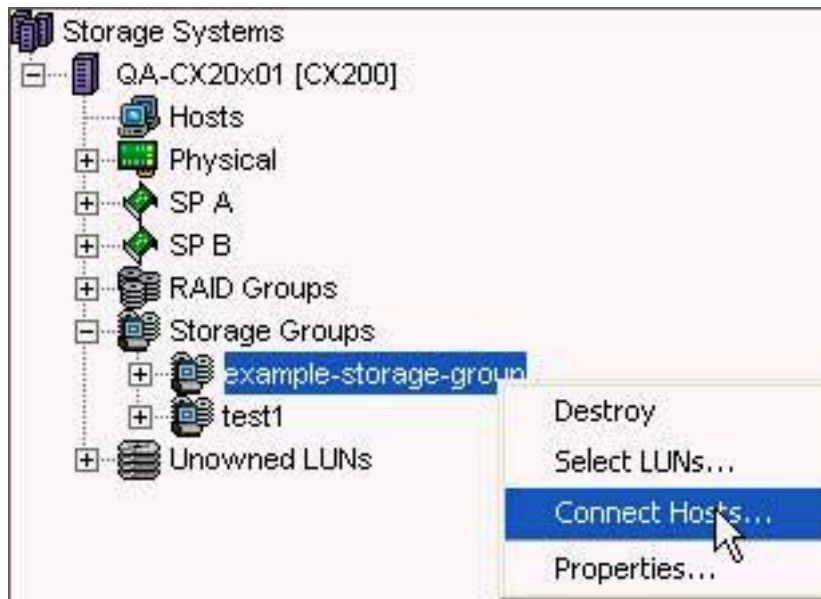 Storage Systems
QA-CX20x01 [CX200]
Hosts
Physical
SP A
SP B
RAID Groups
Storage Groups
example-storage-group
test1
Unowned LUNs
Destroy
Select LUNs...
Connect Hosts...
Properties...